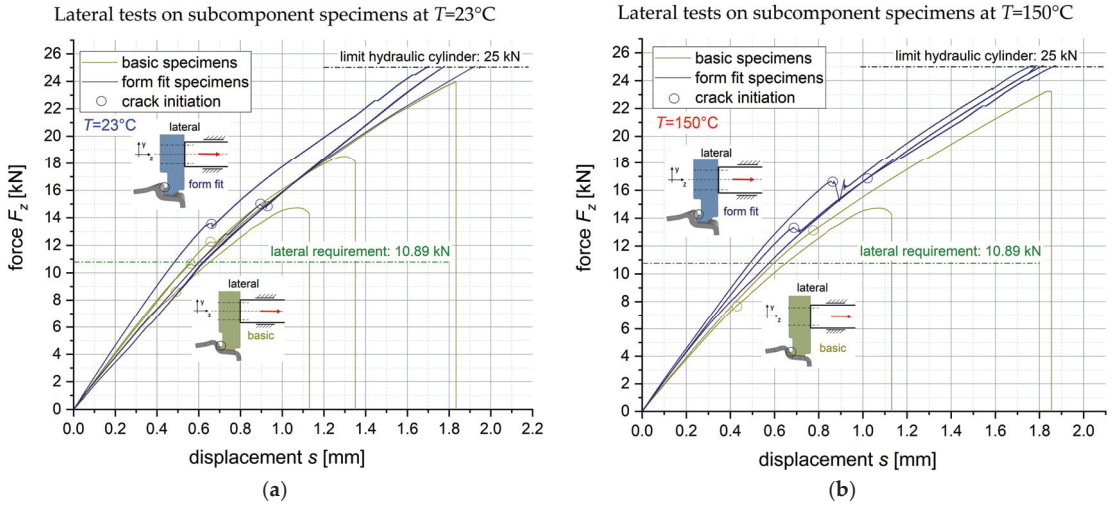 Lateral tests on subcomponent specimens at T=23°C
limit hydraulic cylinder: 25 kN
basic specimens
form fit specimens
crack initiation
T=23°C
lateral
y
z
form fit
lateral requirement: 10.89 kN
lateral
y
z
basic
force Fz [kN]
26
24
22
20
18
16
14
12
10
8
6
4
2
0
0.0 0.2 0.4 0.6 0.8 1.0 1.2 1.4 1.6 1.8 2.0 2.2
displacement s [mm]
(a)
Lateral tests on subcomponent specimens at T=150°C
limit hydraulic cylinder: 25 kN
basic specimens
form fit specimens
crack initiation
T=150°C
lateral
y
z
form fit
lateral requirement: 10.89 kN
lateral
y
z
basic
force Fz [kN]
26
24
22
20
18
16
14
12
10
8
6
4
2
0
0.0 0.2 0.4 0.6 0.8 1.0 1.2 1.4 1.6 1.8 2.0
displacement s [mm]
(b)